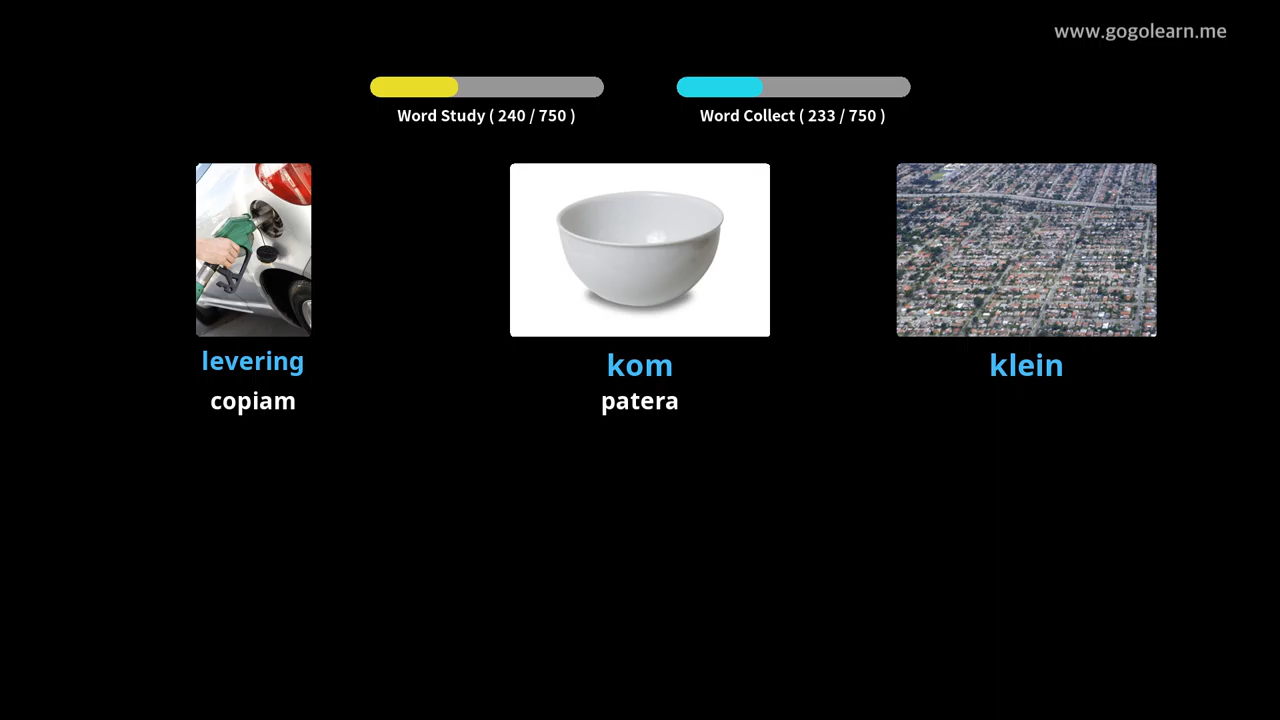 www.gogolearn.me
Word Study ( 240 / 750 )
Word Collect ( 233 / 750 )
levering
copiam
kom
patera
klein